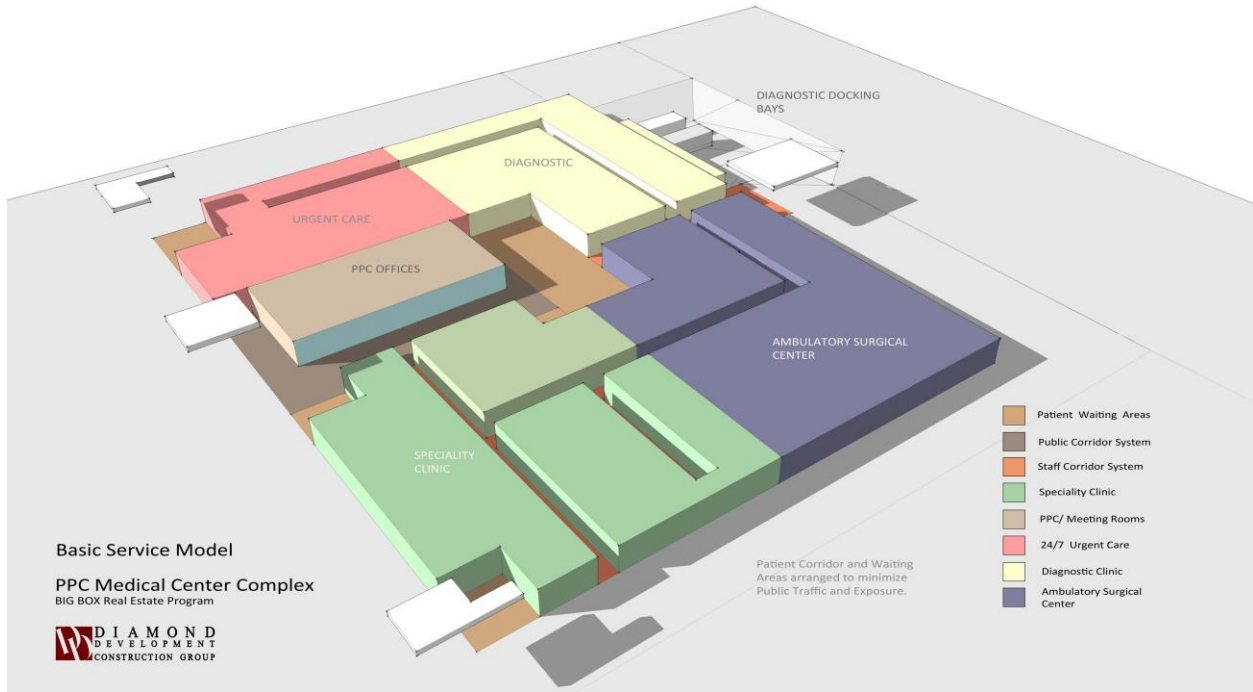 DIAGNOSTIC DOCKING
BAYS
DIAGNOSTIC
URGENT CARE
PPC OFFICES
AMBULATORY SURGICAL
CENTER
SPECIALITY
CLINIC
Patient Waiting Areas
Public Corridor System
Staff Corridor System
Speciality Clinic
PPC/ Meeting Rooms
24/7 Urgent Care
Diagnostic Clinic
Ambulatory Surgical
Center
Patient Corridor and Waiting
Areas arranged to minimize
Public Traffic and Exposure.
Basic Service Model
PPC Medical Center Complex
BIG BOX Real Estate Program
DIAMOND
DEVELOPMENT
CONSTRUCTION GROUP